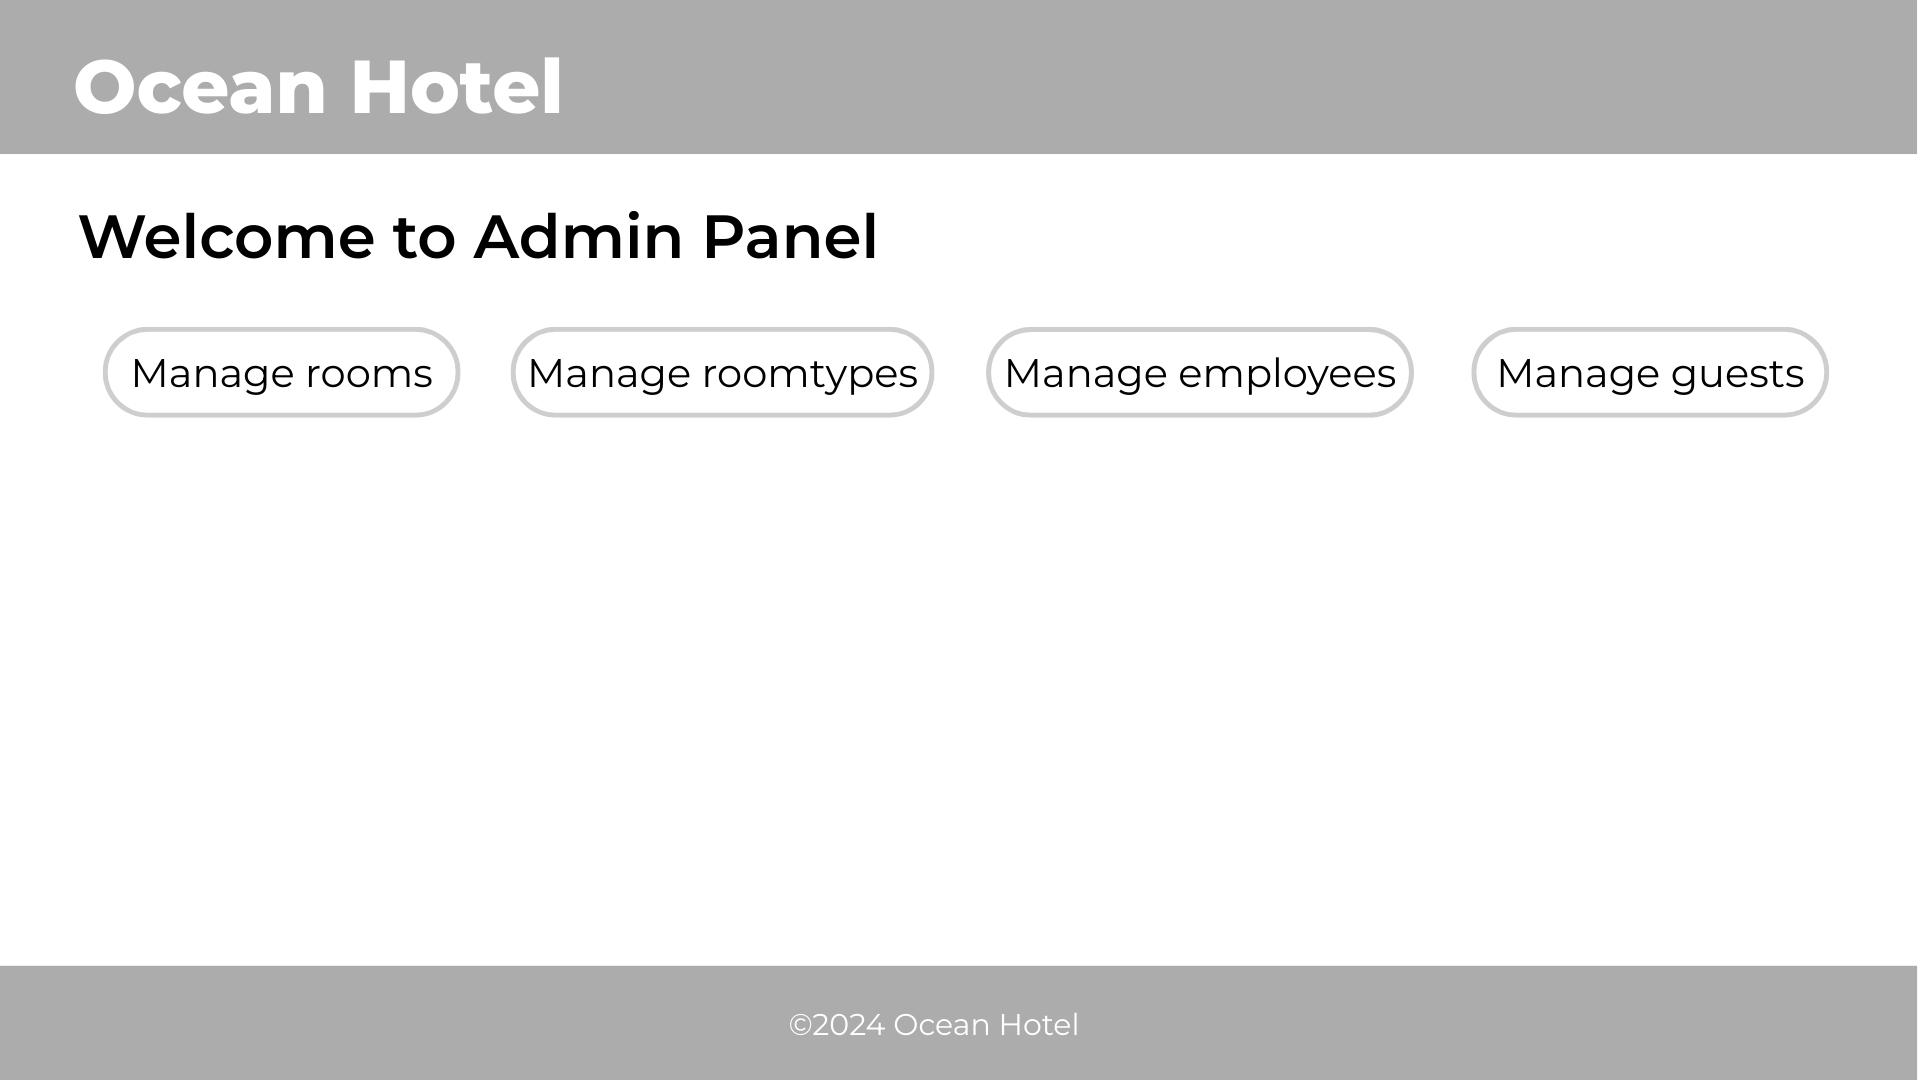 Ocean Hotel
Welcome to Admin Panel
Manage rooms
Manage roomtypes
Manage employees
Manage guests
©2024 Ocean Hotel